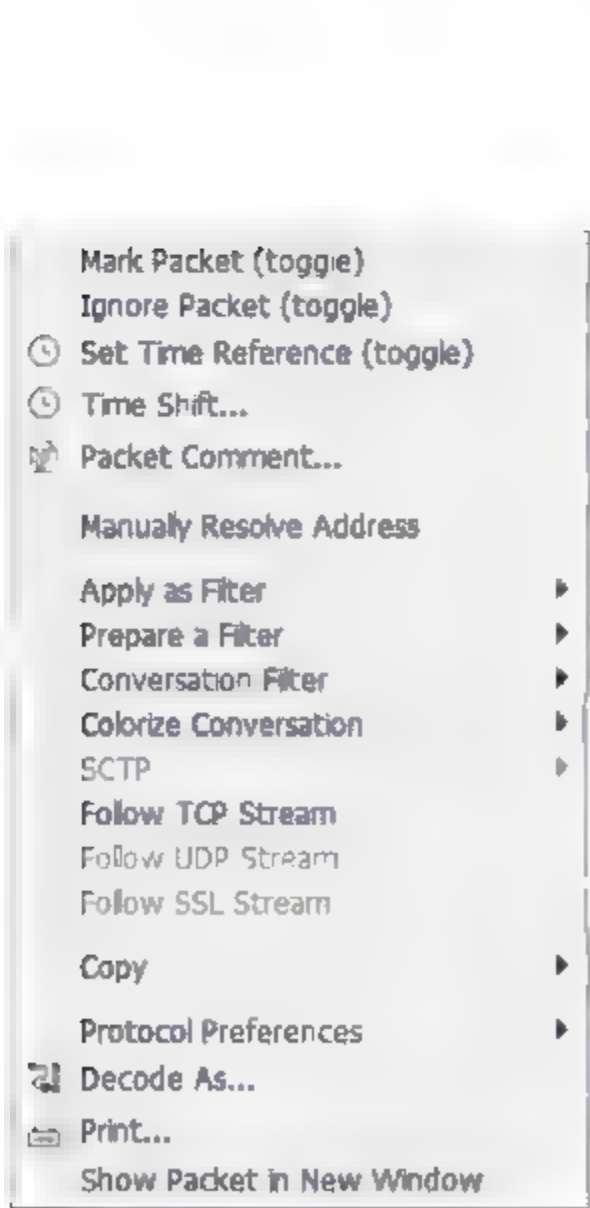 Mark Packet (toggle)
Ignore Packet (toggle)
Set Time Reference (toggle)
Time Shift...
Packet Comment...
Manually Resolve Address
Apply as Filter
Prepare a Filter
Conversation Filter
Colorize Conversation
SCTP
Follow TCP Stream
Follow UDP Stream
Follow SSL Stream
Copy
Protocol Preferences
Decode As...
Print...
Show Packet in New Window